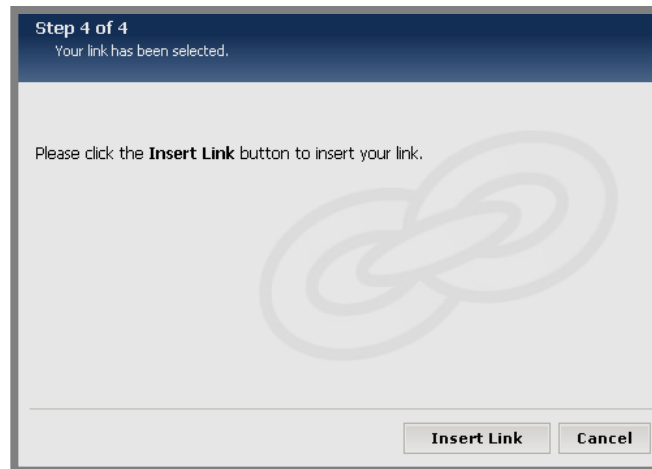 Step 4 of 4
Your link has been selected.
Please click the Insert Link button to insert your link.
Insert Link
Cancel